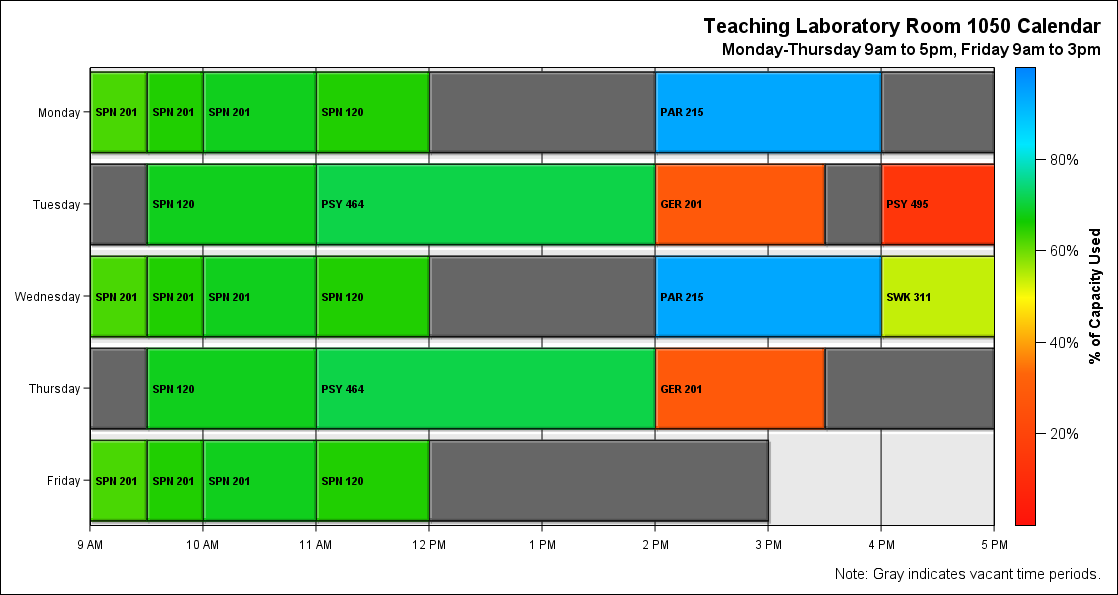 Teaching Laboratory Room 1050 Calendar
Monday-Thursday 9am to 5pm, Friday 9am to 3pm
Monday SPN 201 SPN 201 SPN 201 SPN 120 PAR 215
80%
Tuesday SPN 120 PSY 464 GER 201 PSY 495
60%
% of Capacity Used
Wednesday SPN 201 SPN 201 SPN 201 SPN 120 PAR 215 SWK 311
40%
Thursday SPN 120 PSY 464 GER 201
20%
Friday SPN 201 SPN 201 SPN 201 SPN 120
9 AM 10 AM 11 AM 12 PM 1 PM 2 PM 3 PM 4 PM 5 PM
Note: Gray indicates vacant time periods.